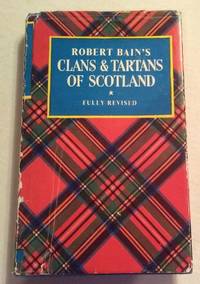 ROBERT BAIN'S
CLANS & TARTANS
OF SCOTLAND
★
FULLY REVISED